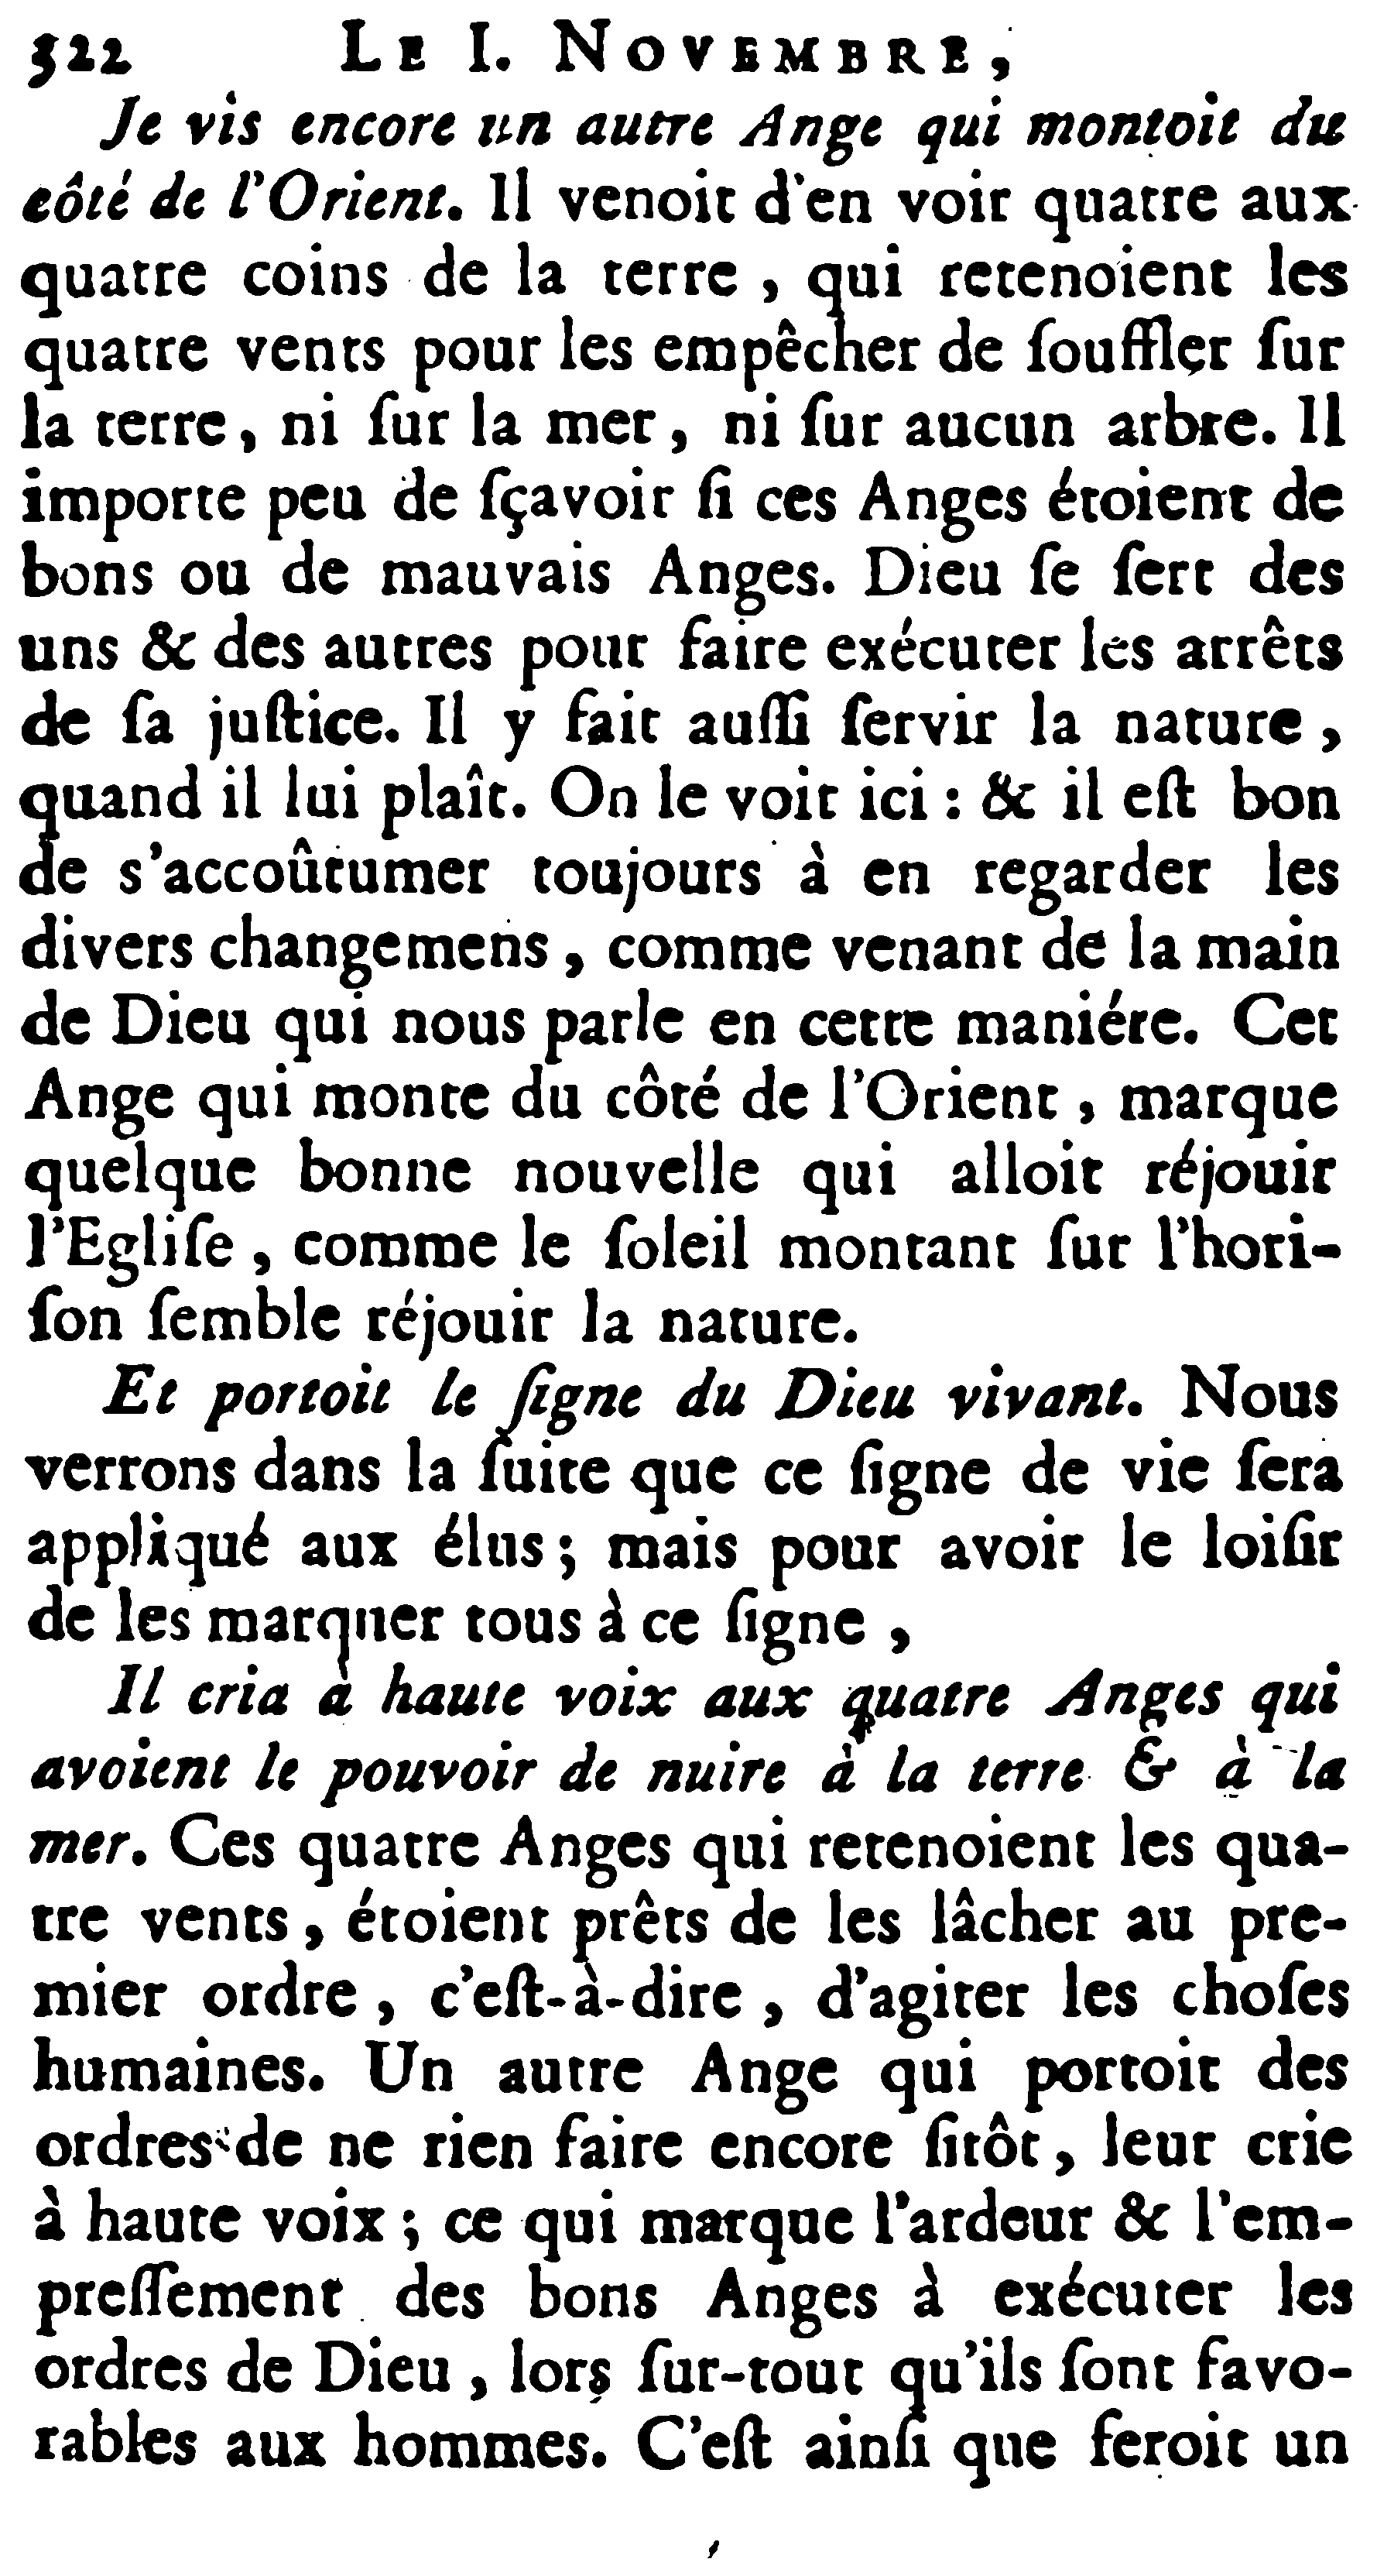 522 LE I. NOVEMBRE,
Je vis encore un autre Ange qui montoit du
côté de l'Orient. Il venoit d'en voir quatre aux
quatre coins de la terre, qui retenoient les
quatre vents pour les empêcher de ſouffler ſur
la terre, ni ſur la mer, ni ſur aucun arbre. Il
importe peu de ſçavoir ſi ces Anges étoient de
bons ou de mauvais Anges. Dieu ſe ſert des
uns & des autres pour faire exécuter les arrêts
de ſa juſtice. Il y fait auſſi ſervir la nature,
quand il lui plaît. On le voit ici : & il eſt bon
de s'accoûtumer toujours à en regarder les
divers changemens, comme venant de la main
de Dieu qui nous parle en cette maniére. Cet
Ange qui monte du côté de l'Orient, marque
quelque bonne nouvelle qui alloit réjouir
l'Egliſe, comme le ſoleil montant ſur l'hori-
ſon ſemble réjouir la nature.
Et portoit le ſigne du Dieu vivant. Nous
verrons dans la ſuite que ce ſigne de vie ſera
appliqué aux élus; mais pour avoir le loiſir
de les marquer tous à ce ſigne,
Il cria à haute voix aux quatre Anges qui
avoient le pouvoir de nuire à la terre & à la
mer. Ces quatre Anges qui retenoient les qua-
tre vents, étoient prêts de les lâcher au pre-
mier ordre, c'eſt-à-dire, d'agiter les choſes
humaines. Un autre Ange qui portoit des
ordres de ne rien faire encore ſitôt, leur crie
à haute voix; ce qui marque l'ardeur & l'em-
preſſement des bons Anges à exécuter les
ordres de Dieu, lors ſur-tout qu'ils ſont favo-
rables aux hommes. C'eſt ainſi que feroit un